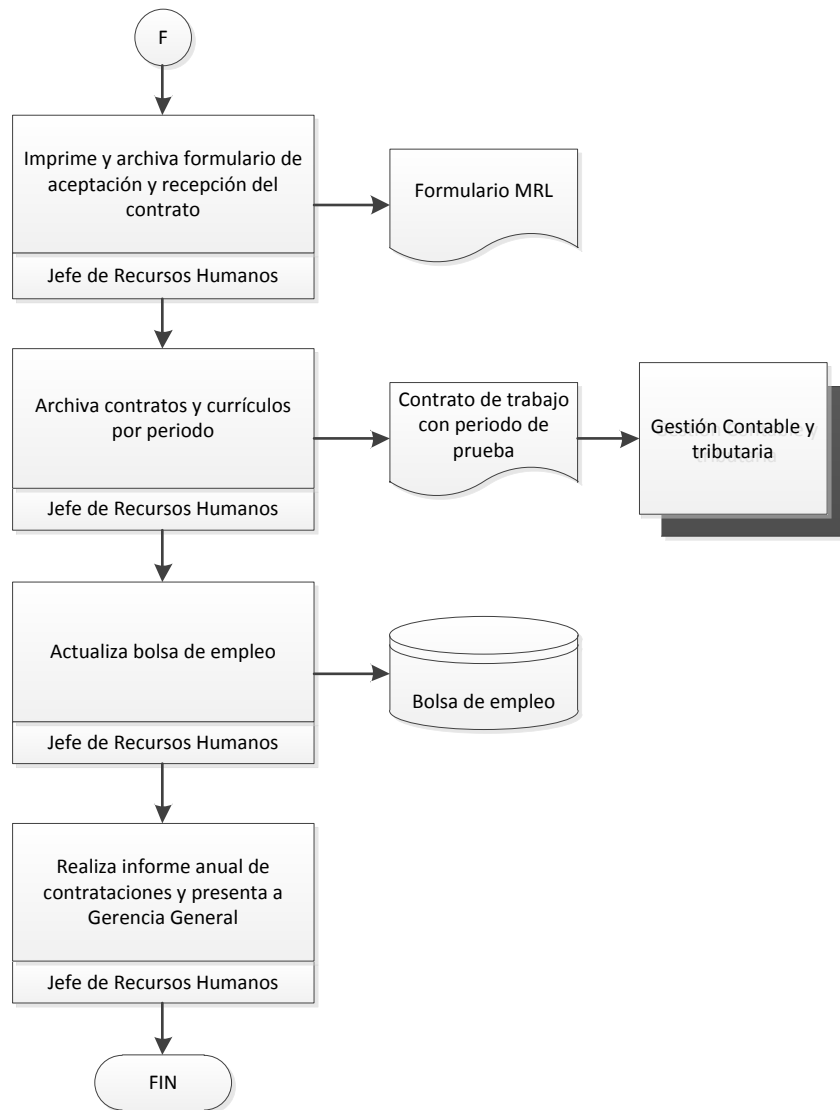 F
Imprime y archiva formulario de
aceptación y recepción del
contrato
Jefe de Recursos Humanos
Formulario MRL
Archiva contratos y currículos
por periodo
Jefe de Recursos Humanos
Contrato de trabajo
con periodo de
prueba
Gestión Contable y
tributaria
Actualiza bolsa de empleo
Jefe de Recursos Humanos
Bolsa de empleo
Realiza informe anual de
contrataciones y presenta a
Gerencia General
Jefe de Recursos Humanos
FIN